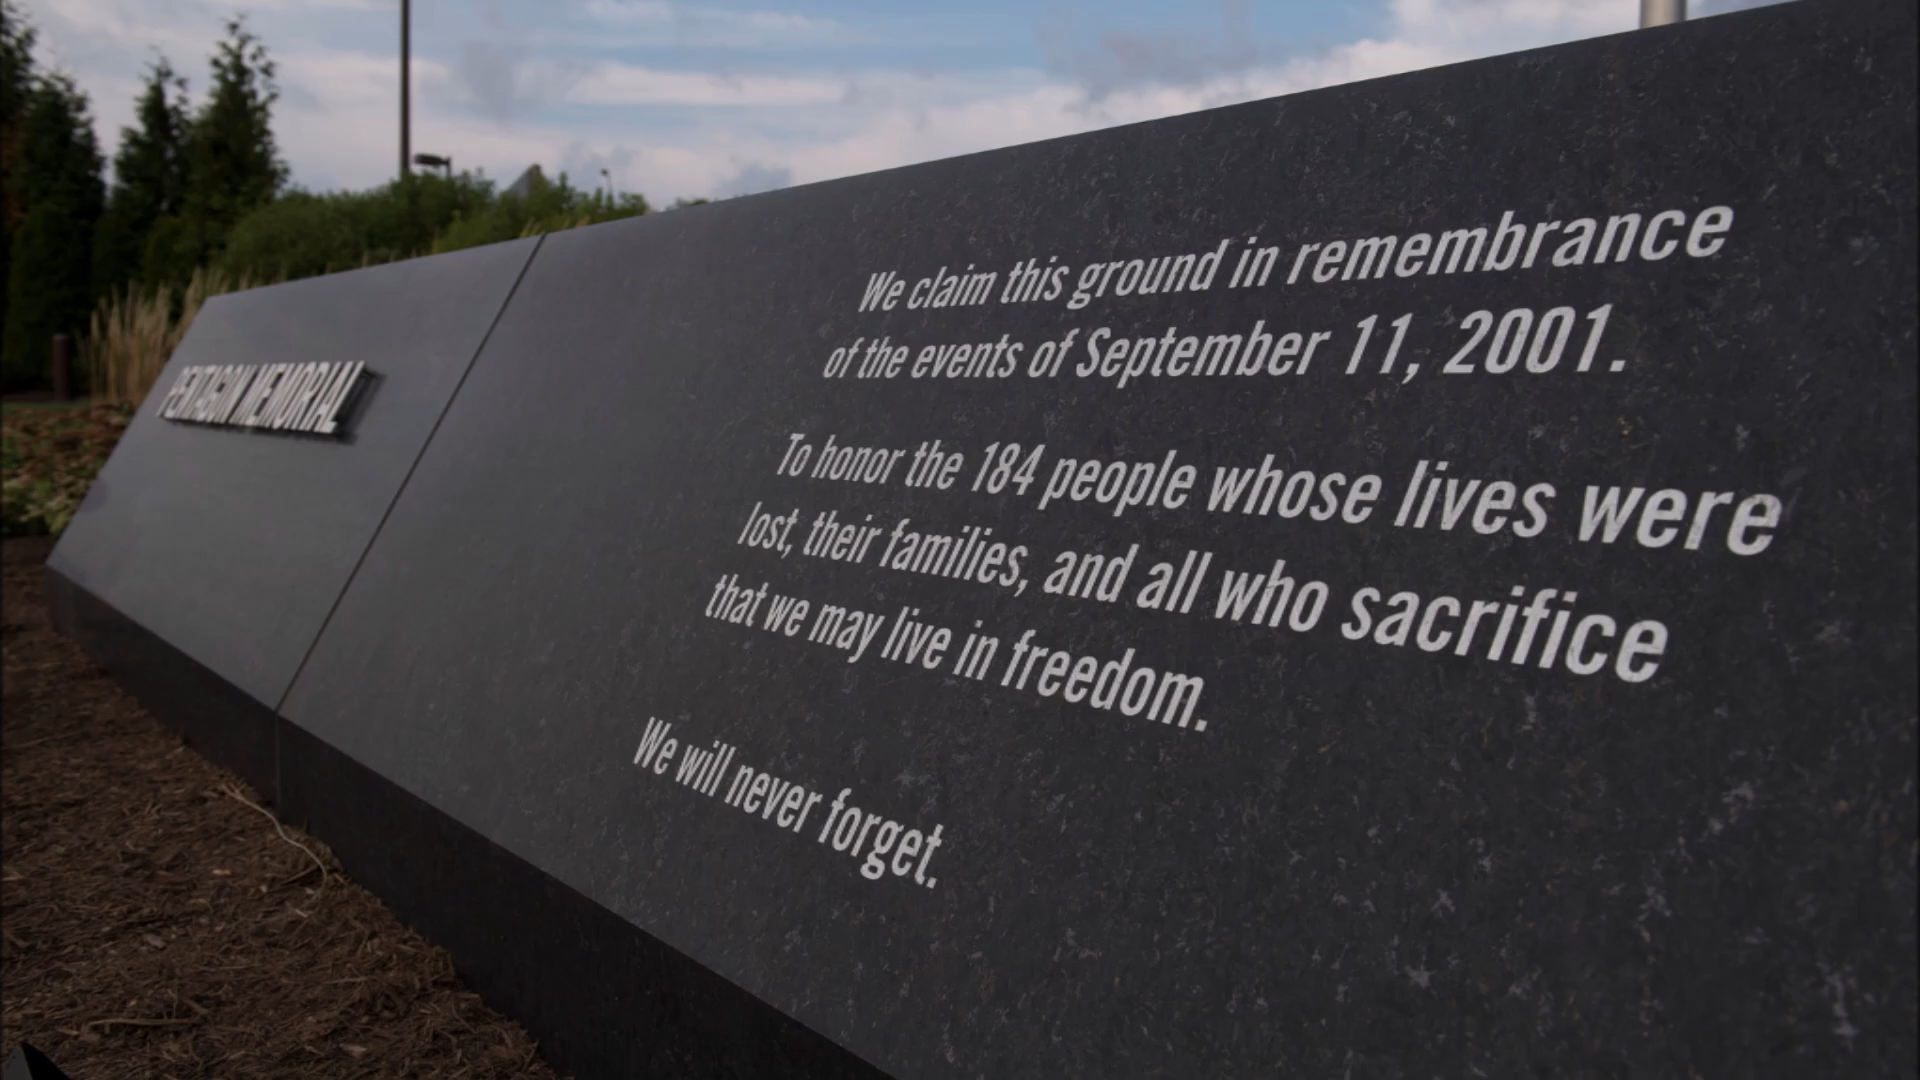 PENTAGON MEMORIAL
We claim this ground in remembrance
of the events of September 11, 2001.
To honor the 184 people whose lives were
lost, their families, and all who sacrifice
that we may live in freedom.
We will never forget.